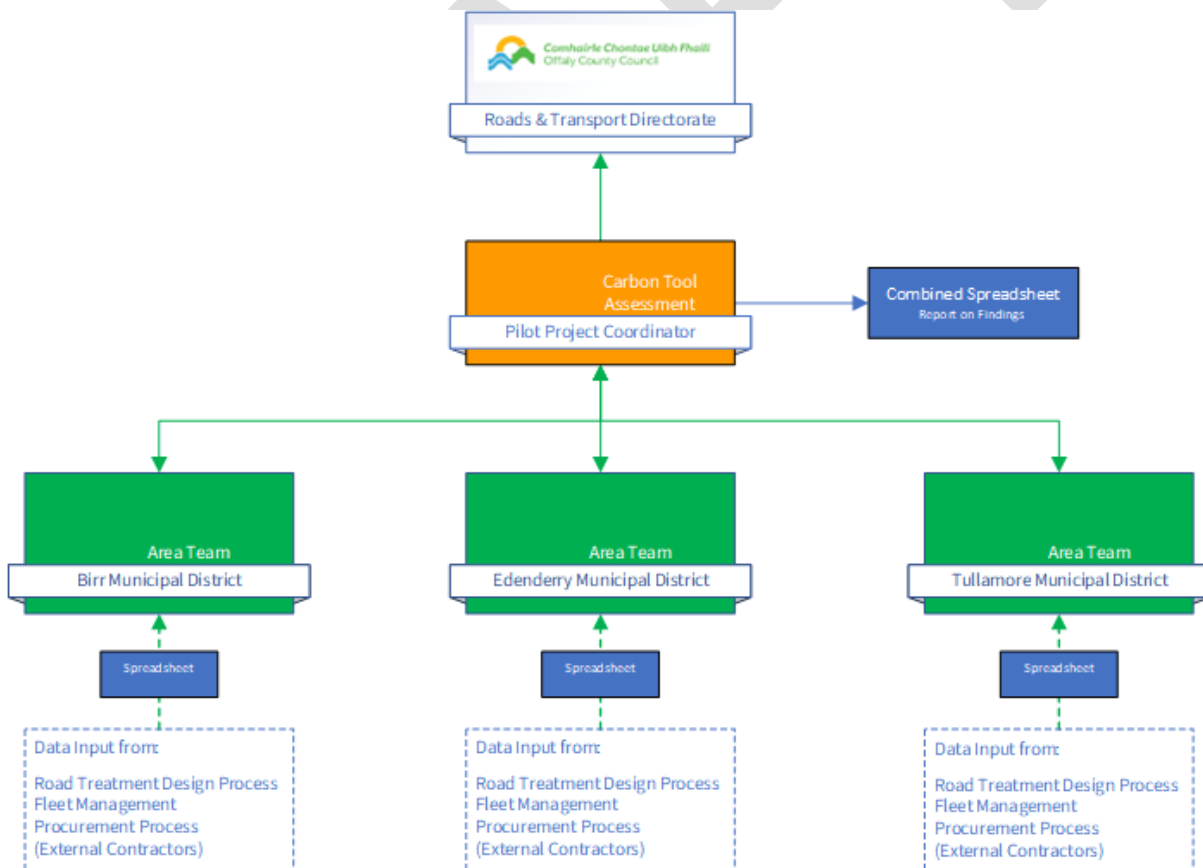 Comhairle Chontae Uíbh Fhailí
Offaly County Council
Roads & Transport Directorate
Carbon Tool
Assessment
Pilot Project Coordinator
Combined Spreadsheet
Report on Findings
Area Team
Birr Municipal District
Area Team
Edenderry Municipal District
Area Team
Tullamore Municipal District
Spreadsheet
Spreadsheet
Spreadsheet
Data Input from:
Road Treatment Design Process
Fleet Management
Procurement Process
(External Contractors)
Data Input from:
Road Treatment Design Process
Fleet Management
Procurement Process
(External Contractors)
Data Input from:
Road Treatment Design Process
Fleet Management
Procurement Process
(External Contractors)